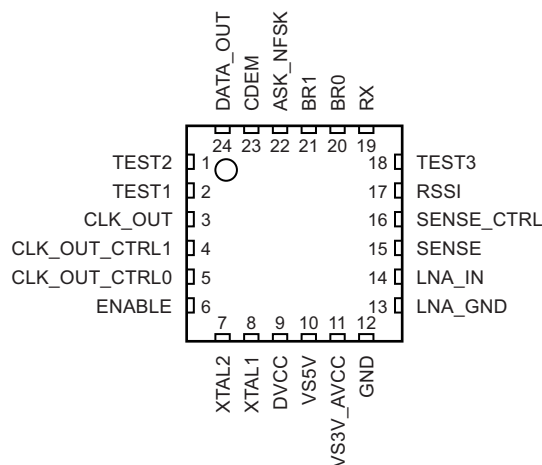 DATA_OUT
CDEM
ASK_NFSK
BR1
BR0
RX
24 23 22 21 20 19
TEST2 1 18 TEST3
TEST1 2 17 RSSI
CLK_OUT 3 16 SENSE_CTRL
CLK_OUT_CTRL1 4 15 SENSE
CLK_OUT_CTRL0 5 14 LNA_IN
ENABLE 6 13 LNA_GND
7 8 9 10 11 12
XTAL2
XTAL1
DVCC
VS5V
VS3V_AVCC
GND